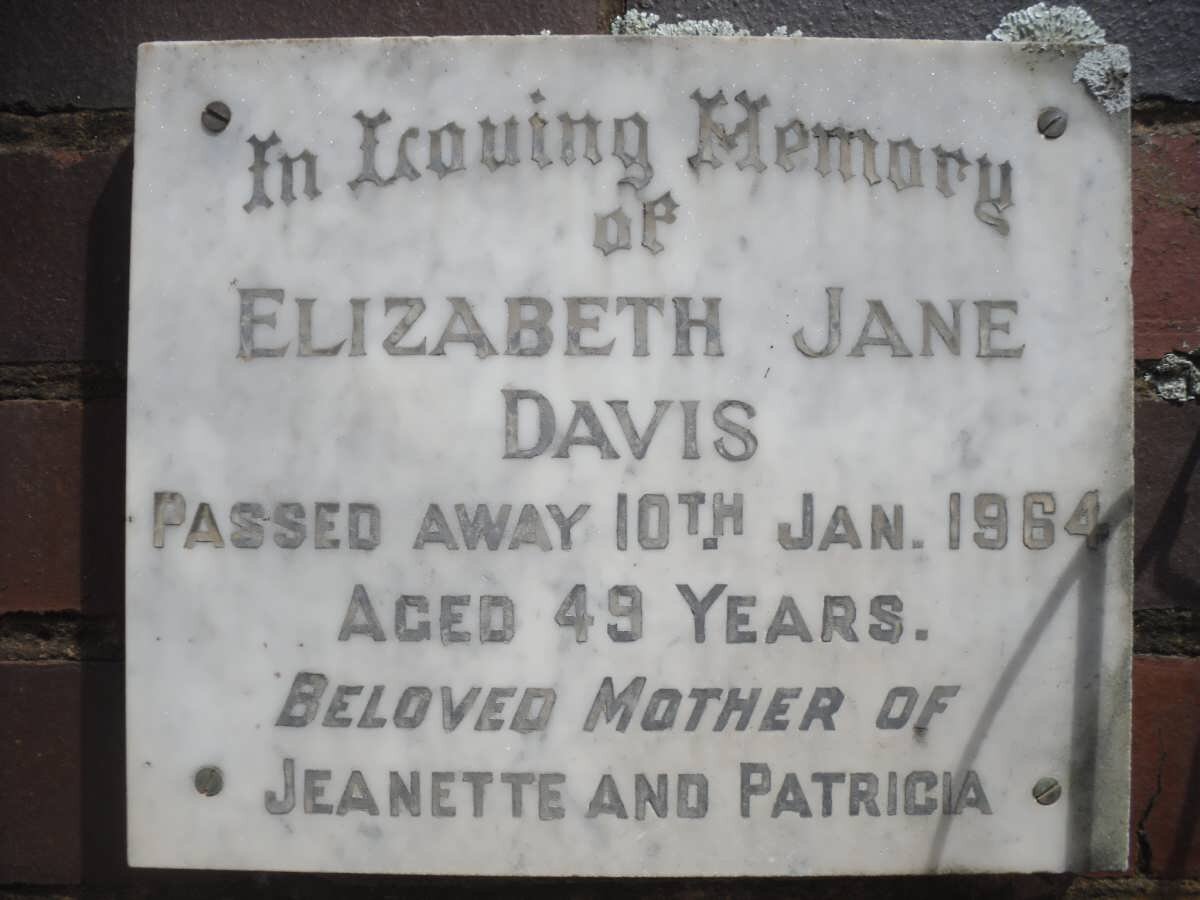 In Loving Memory
of
ELIZABETH JANE
DAVIS
PASSED AWAY 10TH JAN. 1964
AGED 49 YEARS.
BELOVED MOTHER OF
JEANETTE AND PATRICIA